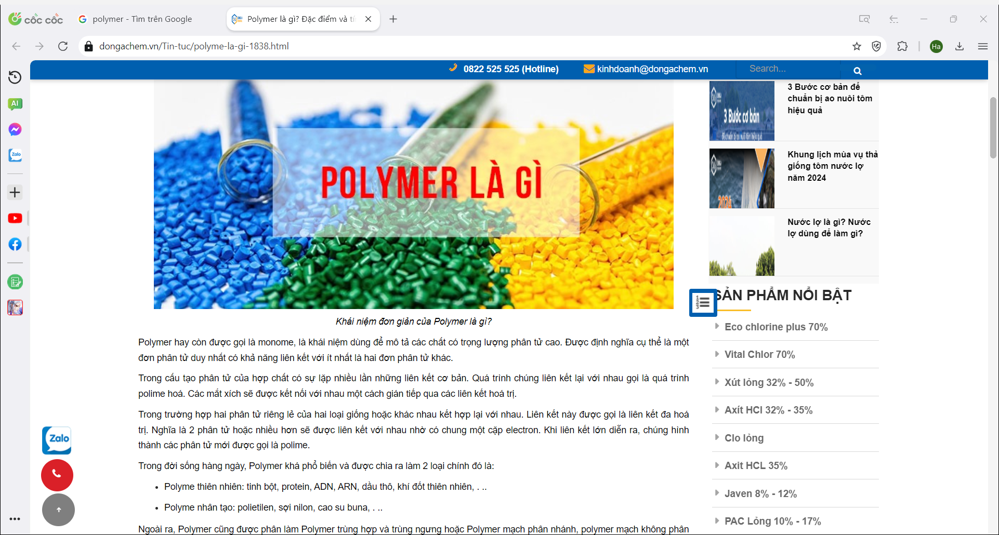 cốc cốc
polymer - Tìm trên Google
Polymer là gì? Đặc điểm và tí
dongachem.vn/Tin-tuc/polyme-la-gi-1838.html
Ha
0822 525 525 (Hotline)
kinhdoanh@dongachem.vn
Search...
AI
Zalo
POLYMER LÀ GÌ
3 Bước cơ bản
để chuẩn bị ao nuôi tôm hiệu quả
3 Bước cơ bản để
chuẩn bị ao nuôi tôm
hiệu quả
2024
Khung lịch mùa vụ thả
giống tôm nước lợ
năm 2024
Nước lợ là gì? Nước
lợ dùng để làm gì?
Khái niệm đơn giản của Polymer là gì?
Polymer hay còn được gọi là monome, là khái niệm dùng để mô tả các chất có trọng lượng phân tử cao. Được định nghĩa cụ thể là một
đơn phân tử duy nhất có khả năng liên kết với ít nhất là hai đơn phân tử khác.
Trong cấu tạo phân tử của hợp chất có sự lặp nhiều lần những liên kết cơ bản. Quá trình chúng liên kết lại với nhau gọi là quá trình
polime hoá. Các mắt xích sẽ được kết nối với nhau một cách gián tiếp qua các liên kết hoá trị.
Trong trường hợp hai phân tử riêng lẻ của hai loại giống hoặc khác nhau kết hợp lại với nhau. Liên kết này được gọi là liên kết đa hoá
trị. Nghĩa là 2 phân tử hoặc nhiều hơn sẽ được liên kết với nhau nhờ có chung một cặp electron. Khi liên kết lớn diễn ra, chúng hình
thành các phân tử mới được gọi là polime.
Trong đời sống hàng ngày, Polymer khá phổ biến và được chia ra làm 2 loại chính đó là:
• Polyme thiên nhiên: tinh bột, protein, ADN, ARN, dầu thô, khí đốt thiên nhiên, . ..
• Polyme nhân tạo: polietilen, sợi nilon, cao su buna, . ..
Ngoài ra, Polymer cũng được phân làm Polymer trùng hợp và trùng ngưng hoặc Polymer mạch phân nhánh, polymer mạch không phân
SẢN PHẨM NỔI BẬT
Eco chlorine plus 70%
Vital Chlor 70%
Xút lỏng 32% - 50%
Axít HCl 32% - 35%
Clo lỏng
Axit HCL 35%
Javen 8% - 12%
PAC Lỏng 10% - 17%
Zalo